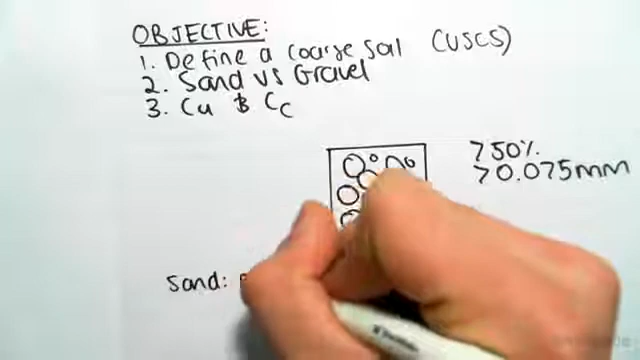 OBJECTIVE:
1. Define a coarse soil (USCS)
2. Sand vs Gravel
3. Cu & Cc
>50%
>0.075mm
Sand: